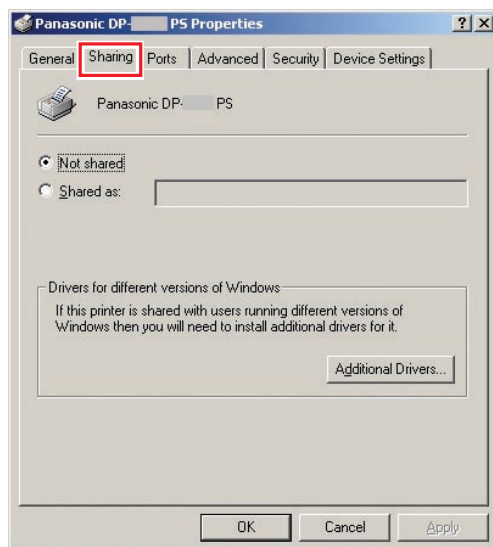 Panasonic DP- PS Properties
General Sharing Ports Advanced Security Device Settings
Panasonic DP- PS
Not shared
Shared as:
Drivers for different versions of Windows
If this printer is shared with users running different versions of
Windows then you will need to install additional drivers for it.
Additional Drivers...
OK Cancel Apply